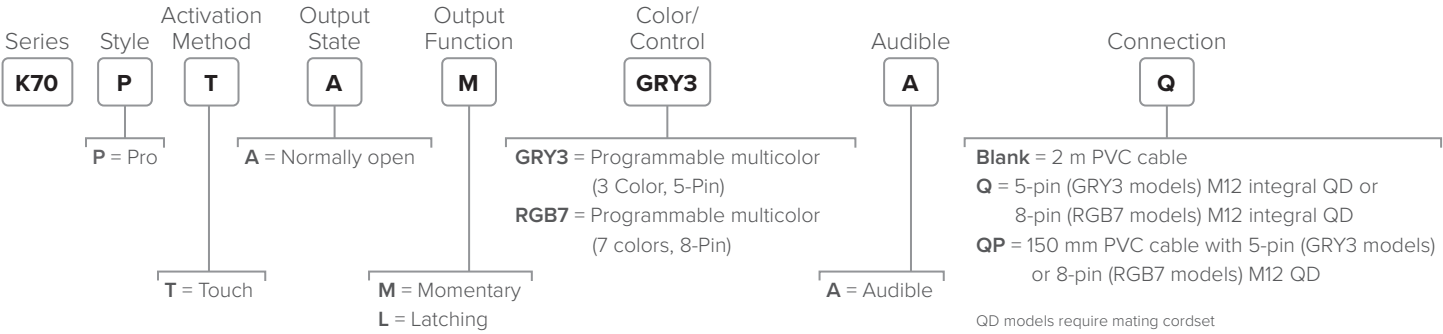 Series
Style
Activation
Method
Output
State
Output
Function
Color/
Control
Audible
Connection
K70
P
T
A
M
GRY3
A
Q
P = Pro
A = Normally open
GRY3 = Programmable multicolor
(3 Color, 5-Pin)
RGB7 = Programmable multicolor
(7 colors, 8-Pin)
Blank = 2 m PVC cable
Q = 5-pin (GRY3 models) M12 integral QD or
8-pin (RGB7 models) M12 integral QD
QP = 150 mm PVC cable with 5-pin (GRY3 models)
or 8-pin (RGB7 models) M12 QD
T = Touch
M = Momentary
L = Latching
A = Audible
QD models require mating cordset